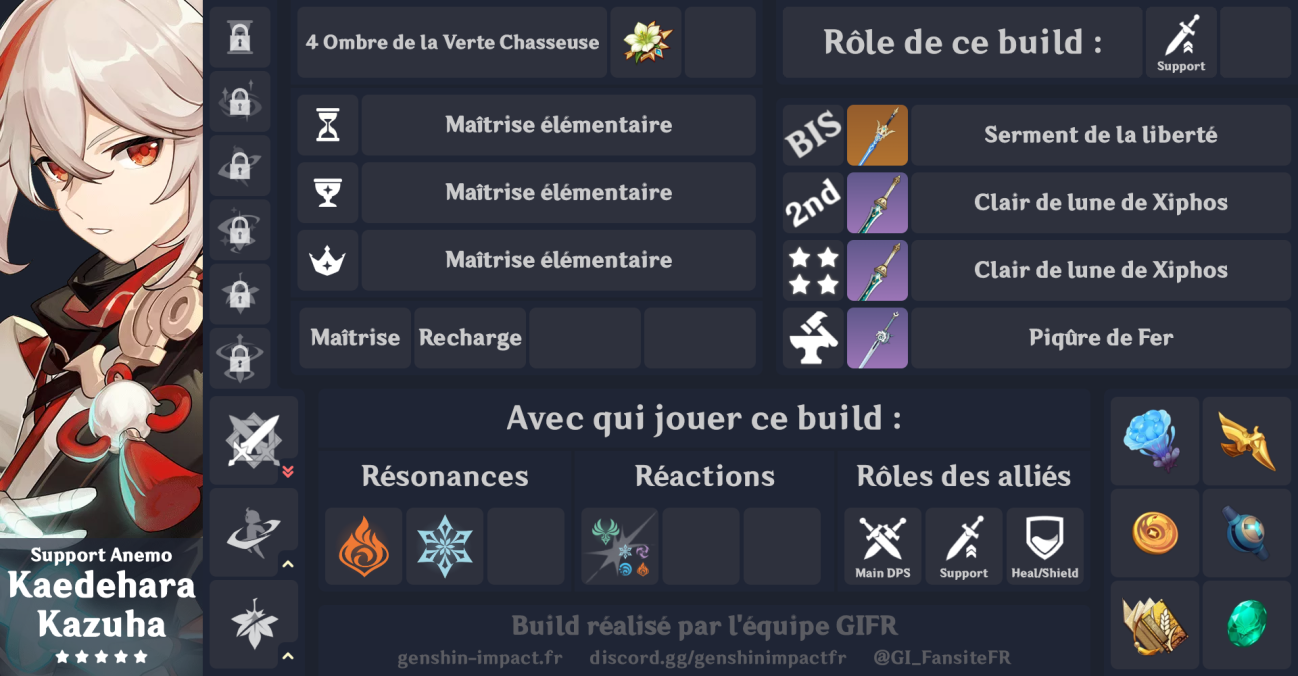 4 Ombre de la Verte Chasseuse
Maîtrise élémentaire
Maîtrise élémentaire
Maîtrise élémentaire
Maîtrise
Recharge
Rôle de ce build :
Support
BIS
Serment de la liberté
2nd
Clair de lune de Xiphos
Clair de lune de Xiphos
Piqûre de Fer
Avec qui jouer ce build :
Résonances
Réactions
Rôles des alliés
Main DPS
Support
Heal/Shield
Support Anemo
Kaedehara
Kazuha
Build réalisé par l'équipe GIFR
genshin-impact.fr
discord.gg/genshinimpactfr
@GI_FansiteFR